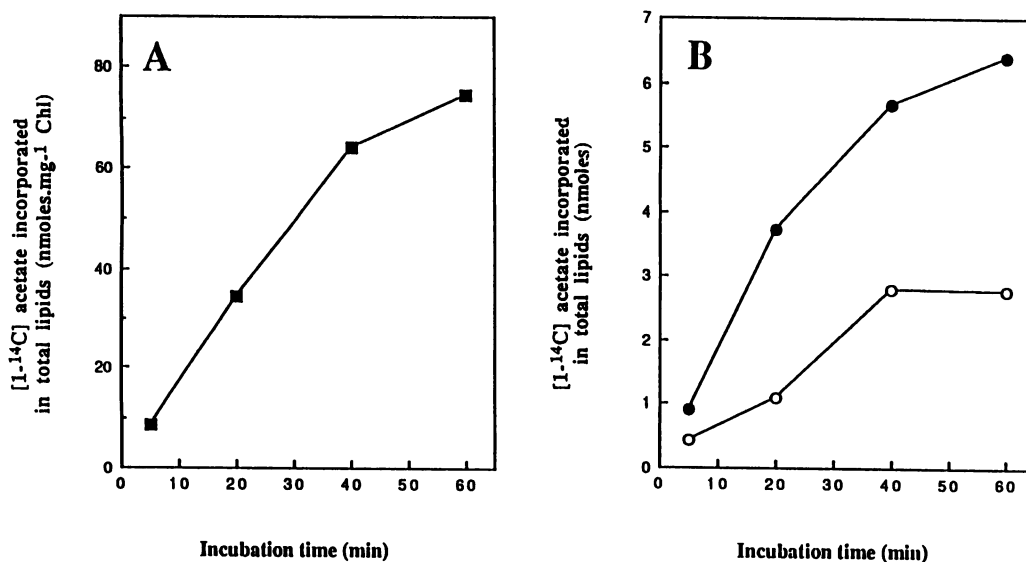 A
[1-14C] acetate incorporated
in total lipids (nmoles.mg-1 Chl)
80
60
40
20
0
0 10 20 30 40 50 60
Incubation time (min)
B
[1-14C] acetate incorporated
in total lipids (nmoles)
7
6
5
4
3
2
1
0
0 10 20 30 40 50 60
Incubation time (min)